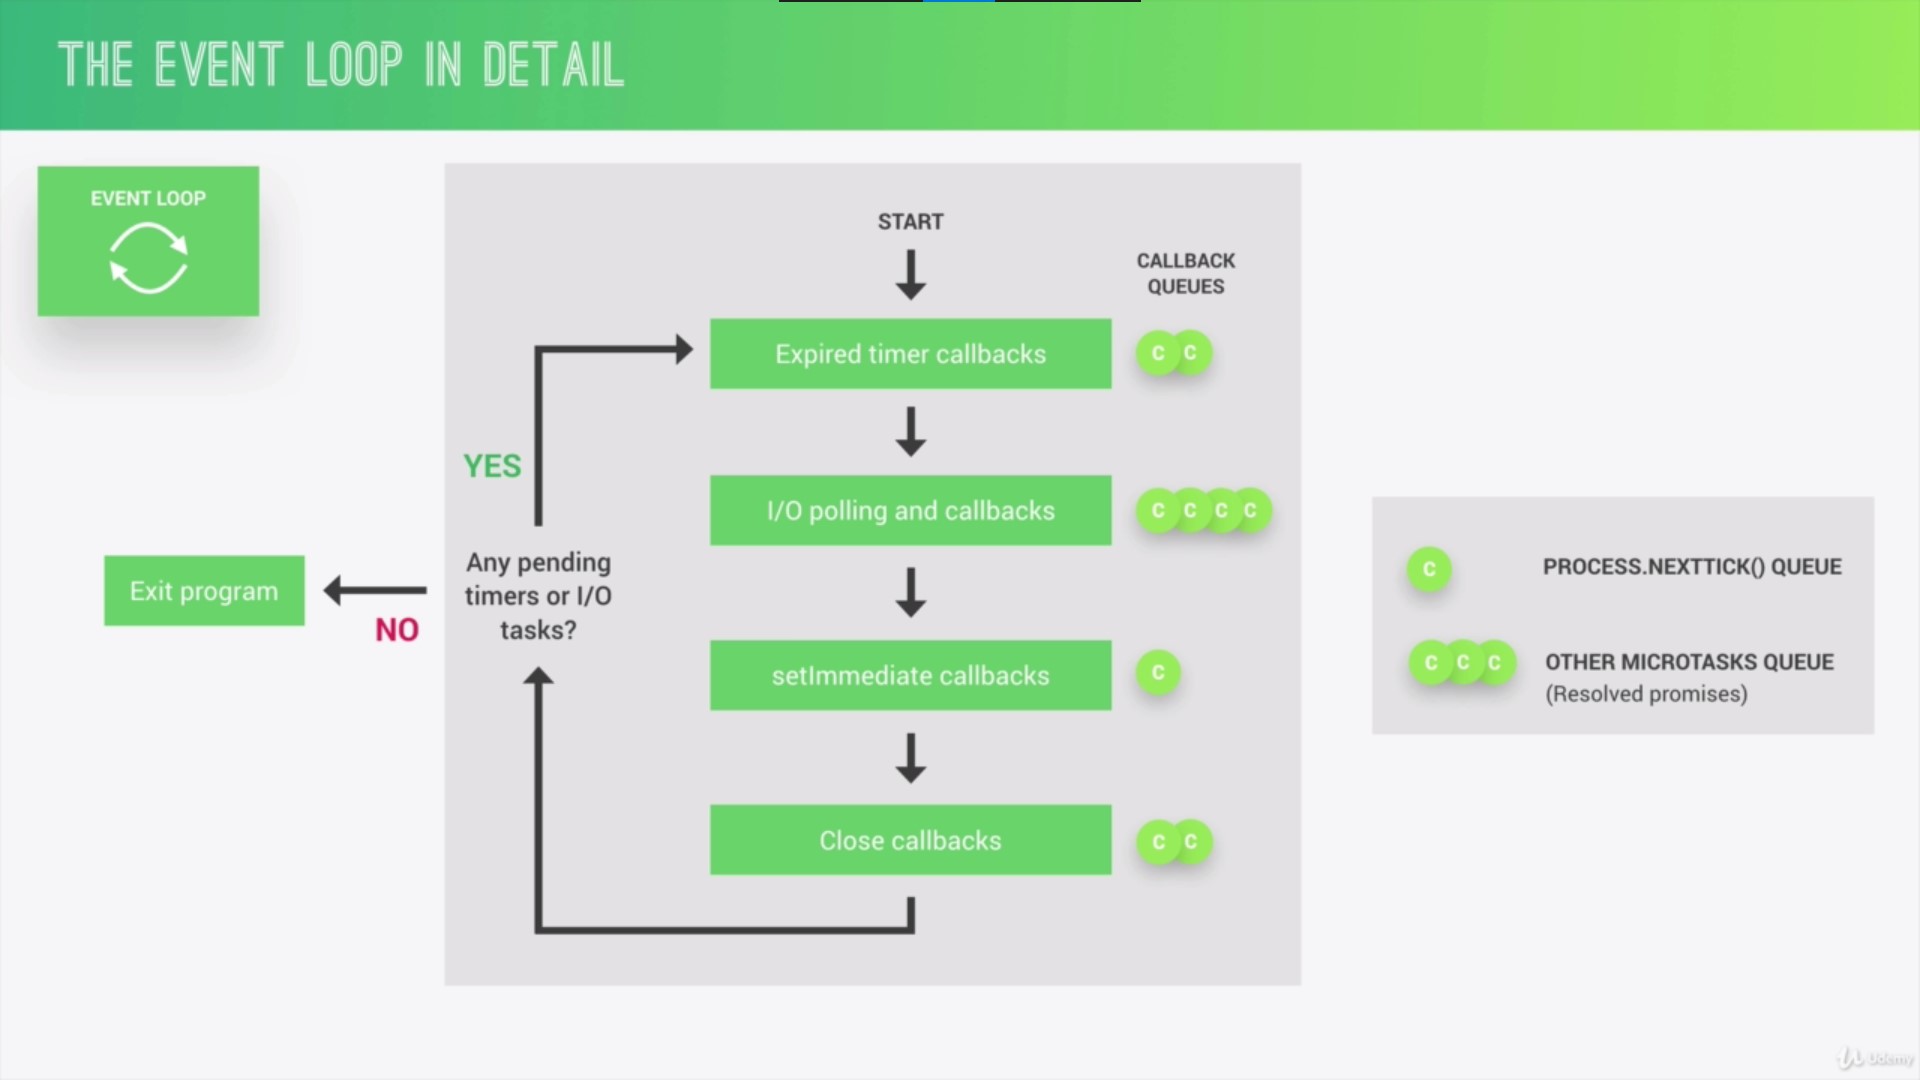 THE EVENT LOOP IN DETAIL
EVENT LOOP
START
CALLBACK
QUEUES
Expired timer callbacks
C C
YES
I/O polling and callbacks
C C C C
Any pending
timers or I/O
tasks?
Exit program
NO
setImmediate callbacks
C
Close callbacks
C C
C
PROCESS.NEXTTICK() QUEUE
C C C
OTHER MICROTASKS QUEUE
(Resolved promises)
Udemy